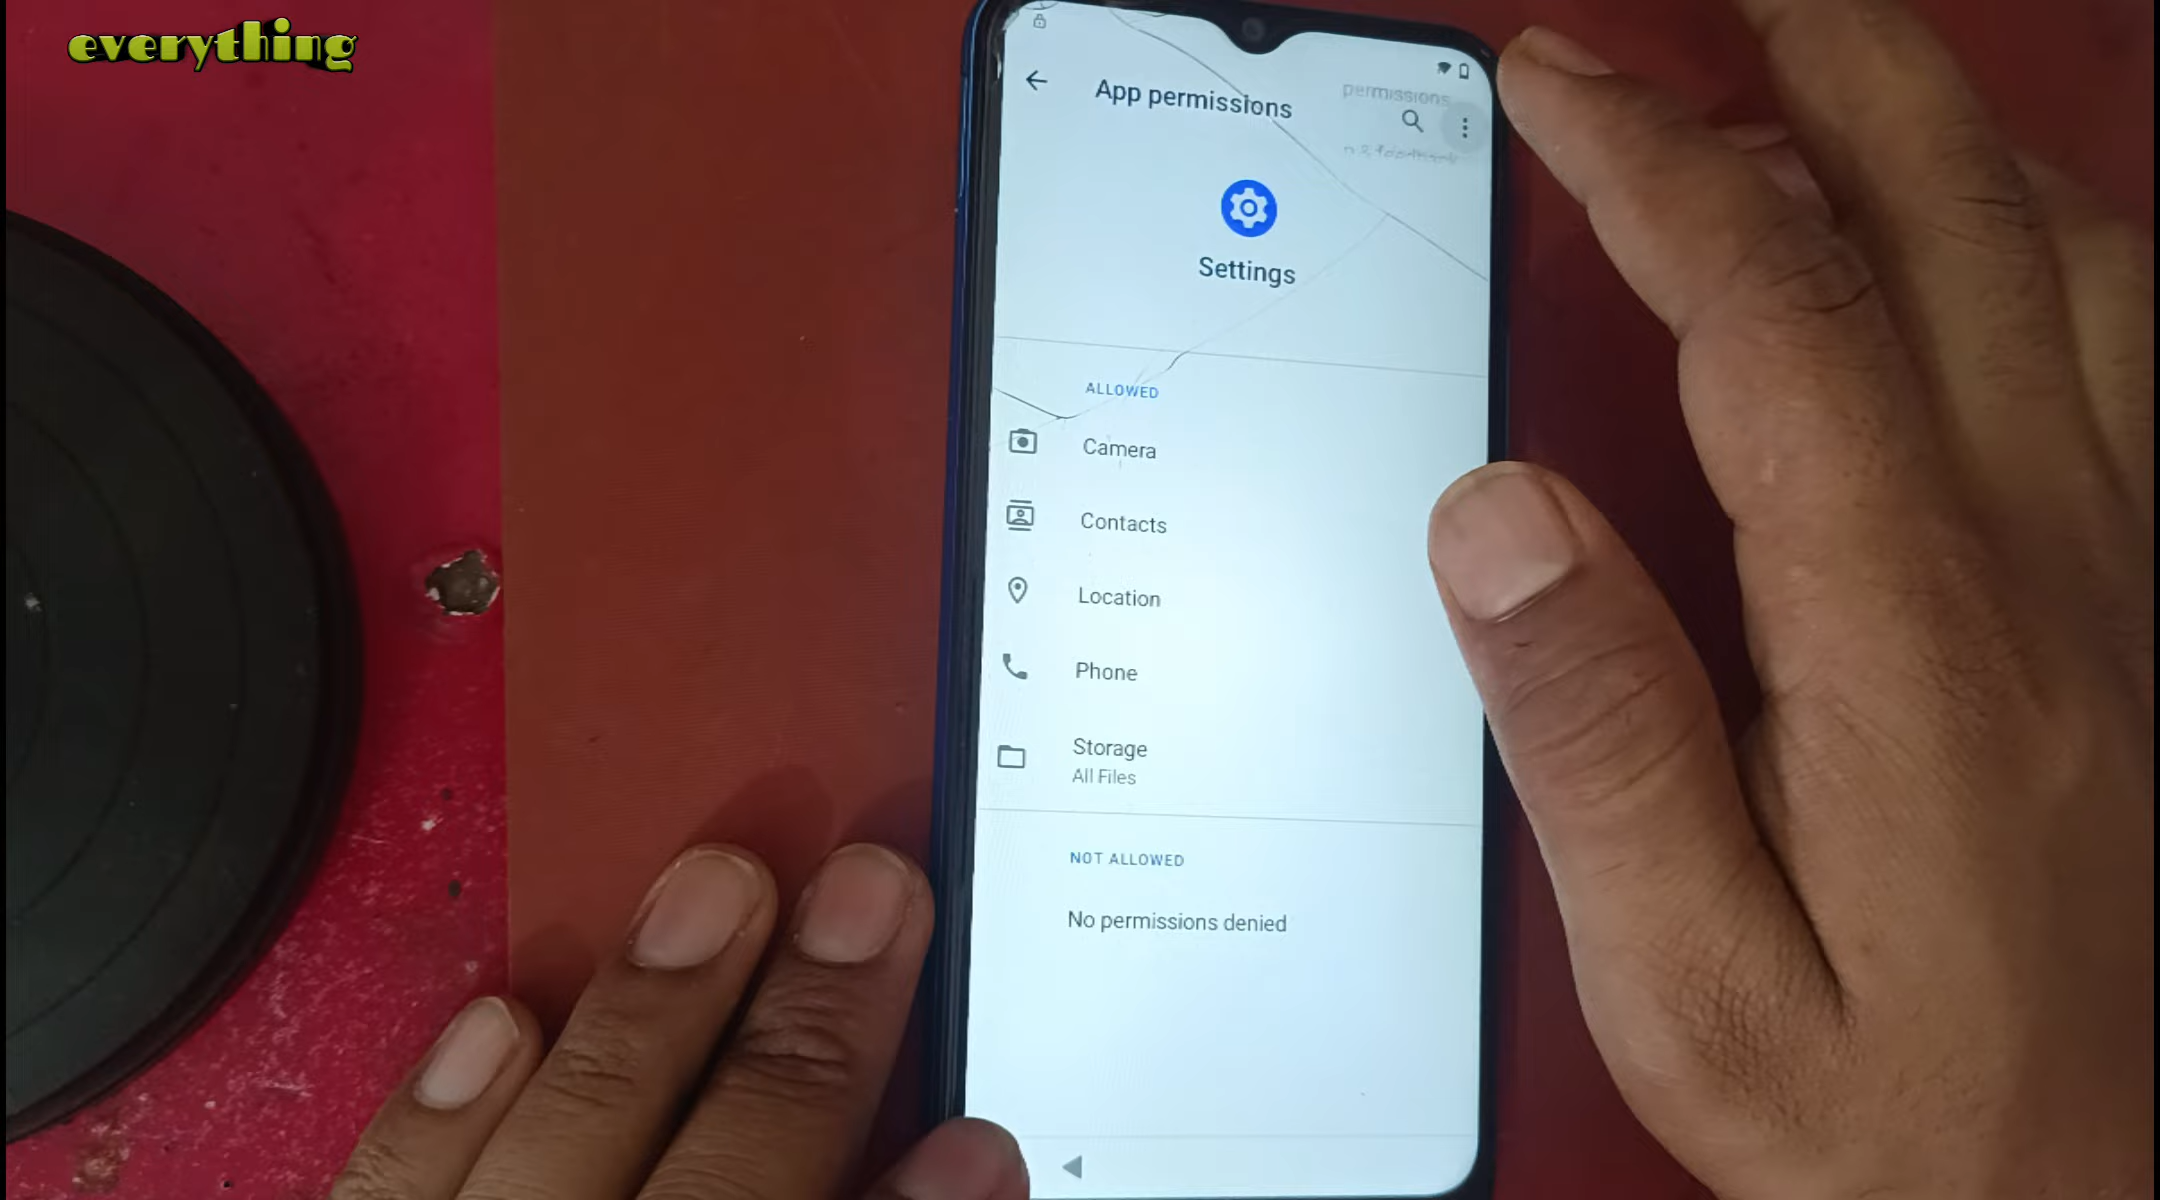 everything
permissions
App permissions
Settings
ALLOWED
Camera
Contacts
Location
Phone
Storage
All Files
NOT ALLOWED
No permissions denied